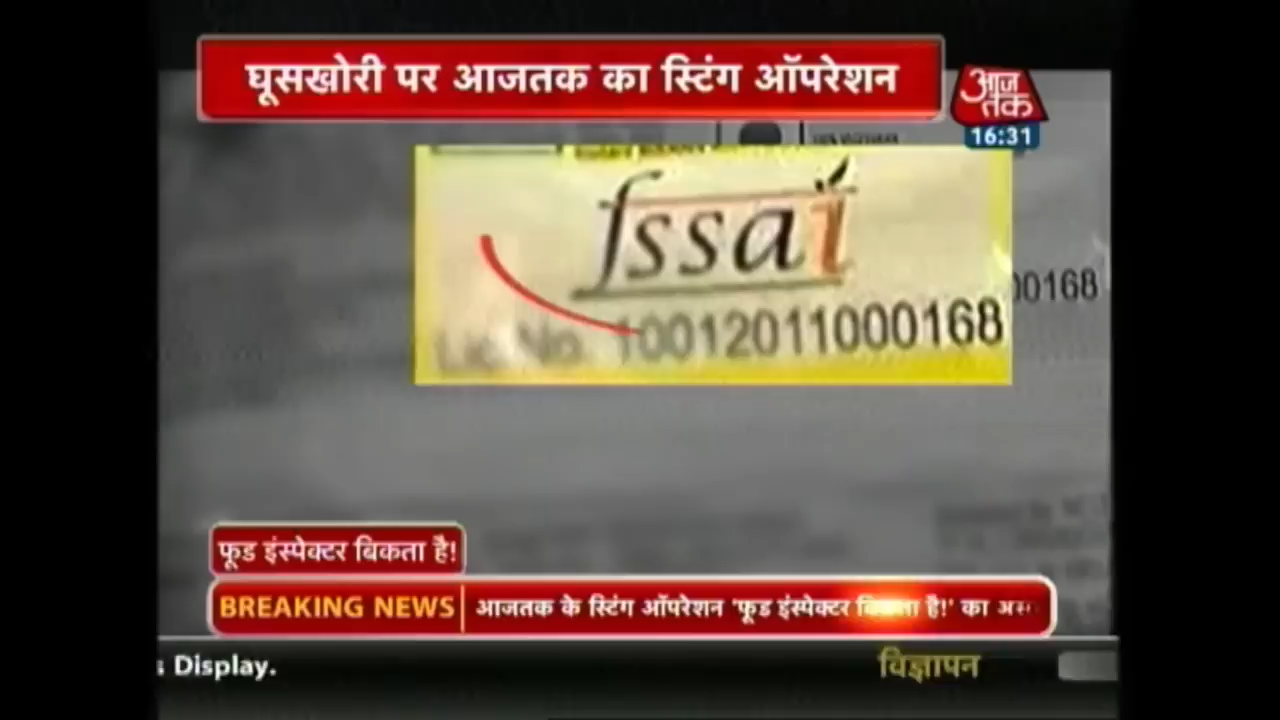 घूसखोरी पर आजतक का स्टिंग ऑपरेशन
आज
तक
16:31
fssai
00168
Lic. No. 10012011000168
फूड इंस्पेक्टर बिकता है!
BREAKING NEWS आजतक के स्टिंग ऑपरेशन 'फूड इंस्पेक्टर बिकता है!' का
Display. विज्ञापन